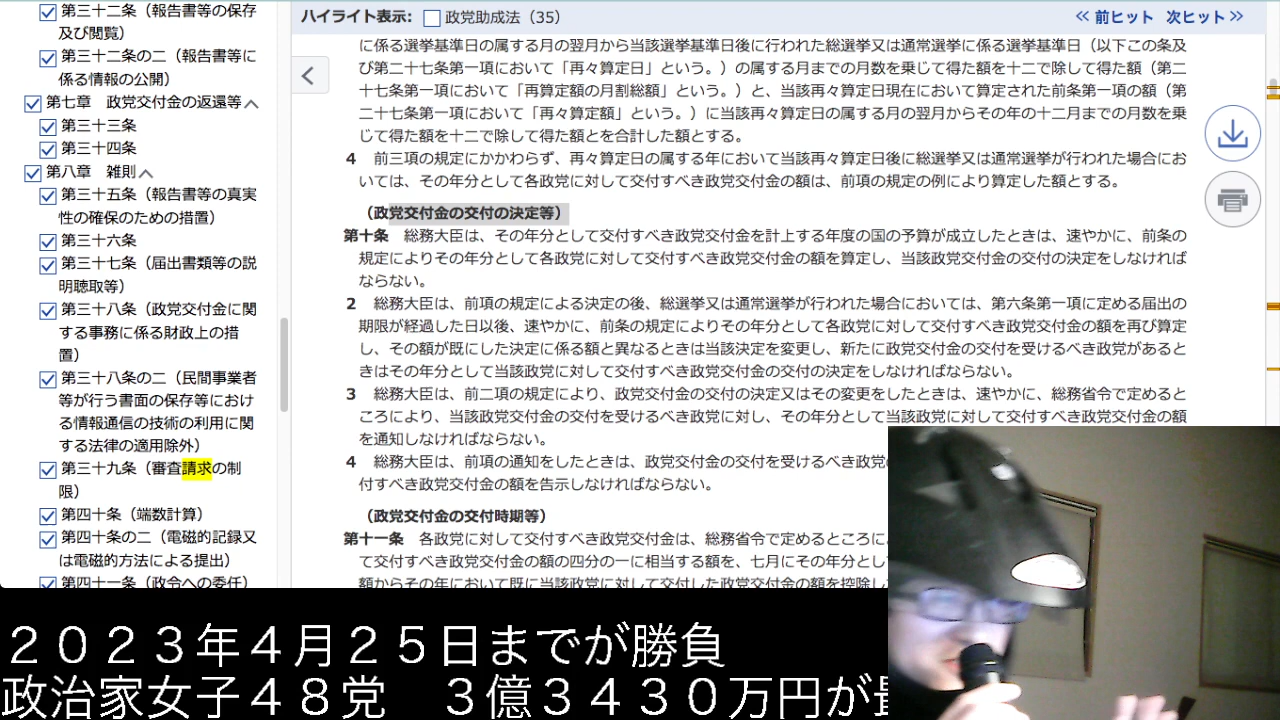 第三十二条（報告書等の保存
及び閲覧）
第三十二条の二（報告書等に
係る情報の公開）
第七章　政党交付金の返還等
第三十三条
第三十四条
第八章　雑則
第三十五条（報告書等の真実
性の確保のための措置）
第三十六条
第三十七条（届出書類等の説
明聴取等）
第三十八条（政党交付金に関
する事務に係る財政上の措
置）
第三十八条の二（民間事業者
等が行う書面の保存等におけ
る情報通信の技術の利用に関
する法律の適用除外）
第三十九条（審査請求の制
限）
第四十条（端数計算）
第四十条の二（電磁的記録又
は電磁的方法による提出）
第四十一条（政令への委任）
ハイライト表示: 政党助成法（35） 前ヒット 次ヒット
に係る選挙基準日の属する月の翌月から当該選挙基準日後に行われた総選挙又は通常選挙に係る選挙基準日（以下この条及
び第二十七条第一項において「再々算定日」という。）の属する月までの月数を乗じて得た額を十二で除して得た額（第二
十七条第一項において「再算定額の月割総額」という。）と、当該再々算定日現在において算定された前条第一項の額（第
二十七条第一項において「再々算定額」という。）に当該再々算定日の属する月の翌月からその年の十二月までの月数を乗
じて得た額を十二で除して得た額とを合計した額とする。
4　前三項の規定にかかわらず、再々算定日の属する年において当該再々算定日後に総選挙又は通常選挙が行われた場合にお
いては、その年分として各政党に対して交付すべき政党交付金の額は、前項の規定の例により算定した額とする。
（政党交付金の交付の決定等）
第十条　総務大臣は、その年分として交付すべき政党交付金を計上する年度の国の予算が成立したときは、速やかに、前条の
規定によりその年分として各政党に対して交付すべき政党交付金の額を算定し、当該政党交付金の交付の決定をしなければ
ならない。
2　総務大臣は、前項の規定による決定の後、総選挙又は通常選挙が行われた場合においては、第六条第一項に定める届出の
期限が経過した日以後、速やかに、前条の規定によりその年分として各政党に対して交付すべき政党交付金の額を再び算定
し、その額が既にした決定に係る額と異なるときは当該決定を変更し、新たに政党交付金の交付を受けるべき政党があると
きはその年分として当該政党に対して交付すべき政党交付金の交付の決定をしなければならない。
3　総務大臣は、前二項の規定により、政党交付金の交付の決定又はその変更をしたときは、速やかに、総務省令で定めると
ころにより、当該政党交付金の交付を受けるべき政党に対し、その年分として当該政党に対して交付すべき政党交付金の額
を通知しなければならない。
4　総務大臣は、前項の通知をしたときは、政党交付金の交付を受けるべき政党
付すべき政党交付金の額を告示しなければならない。
（政党交付金の交付時期等）
第十一条　各政党に対して交付すべき政党交付金は、総務省令で定めるところに
て交付すべき政党交付金の額の四分の一に相当する額を、七月にその年分とし
額からその年において既に当該政党に対して交付した政党交付金の額を控除し
２０２３年４月２５日までが勝負
政治家女子４８党　３億３４３０万円が